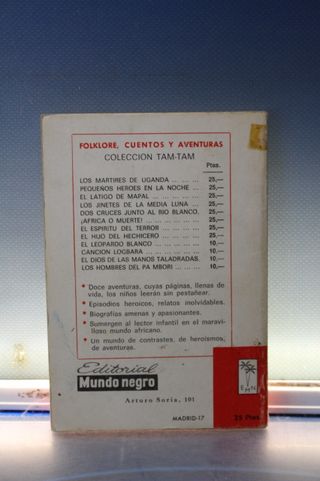 FOLKLORE, CUENTOS Y AVENTURAS
COLECCION TAM-TAM
Ptas.
LOS MARTIRES DE UGANDA ... ... ... 25,—
PEQUEÑOS HEROES EN LA NOCHE ... 25,—
EL LATIGO DE MAPAL ... ... ... ... 25,—
LOS JINETES DE LA MEDIA LUNA ... ... 25,—
DOS CRUCES JUNTO AL RIO BLANCO, 25,—
¡AFRICA O MUERTE! ... ... ... ... ... 25,—
EL ESPIRITU DEL TERROR ... ... ... ... 25,—
EL HIJO DEL HECHICERO ... ... ... ... 25,—
EL LEOPARDO BLANCO ... ... ... ... 10,—
CANCION LOGBARA ... ... ... ... ... 10,—
EL DIOS DE LAS MANOS TALADRADAS. 10,—
LOS HOMBRES DEL PA MBORI ... ... ... 10,—
• Doce aventuras, cuyas páginas, llenas de
vida, los niños leerán sin pestañear.
• Episodios heroicos, relatos inolvidables.
• Biografías amenas y apasionantes.
• Sumergen al lector infantil en el maravi-
lloso mundo africano.
• Un mundo de contrastes, de heroísmos,
de aventuras.
Editorial
Mundo negro
Arturo Soria, 101
MADRID-17
E M N
25 Ptas.